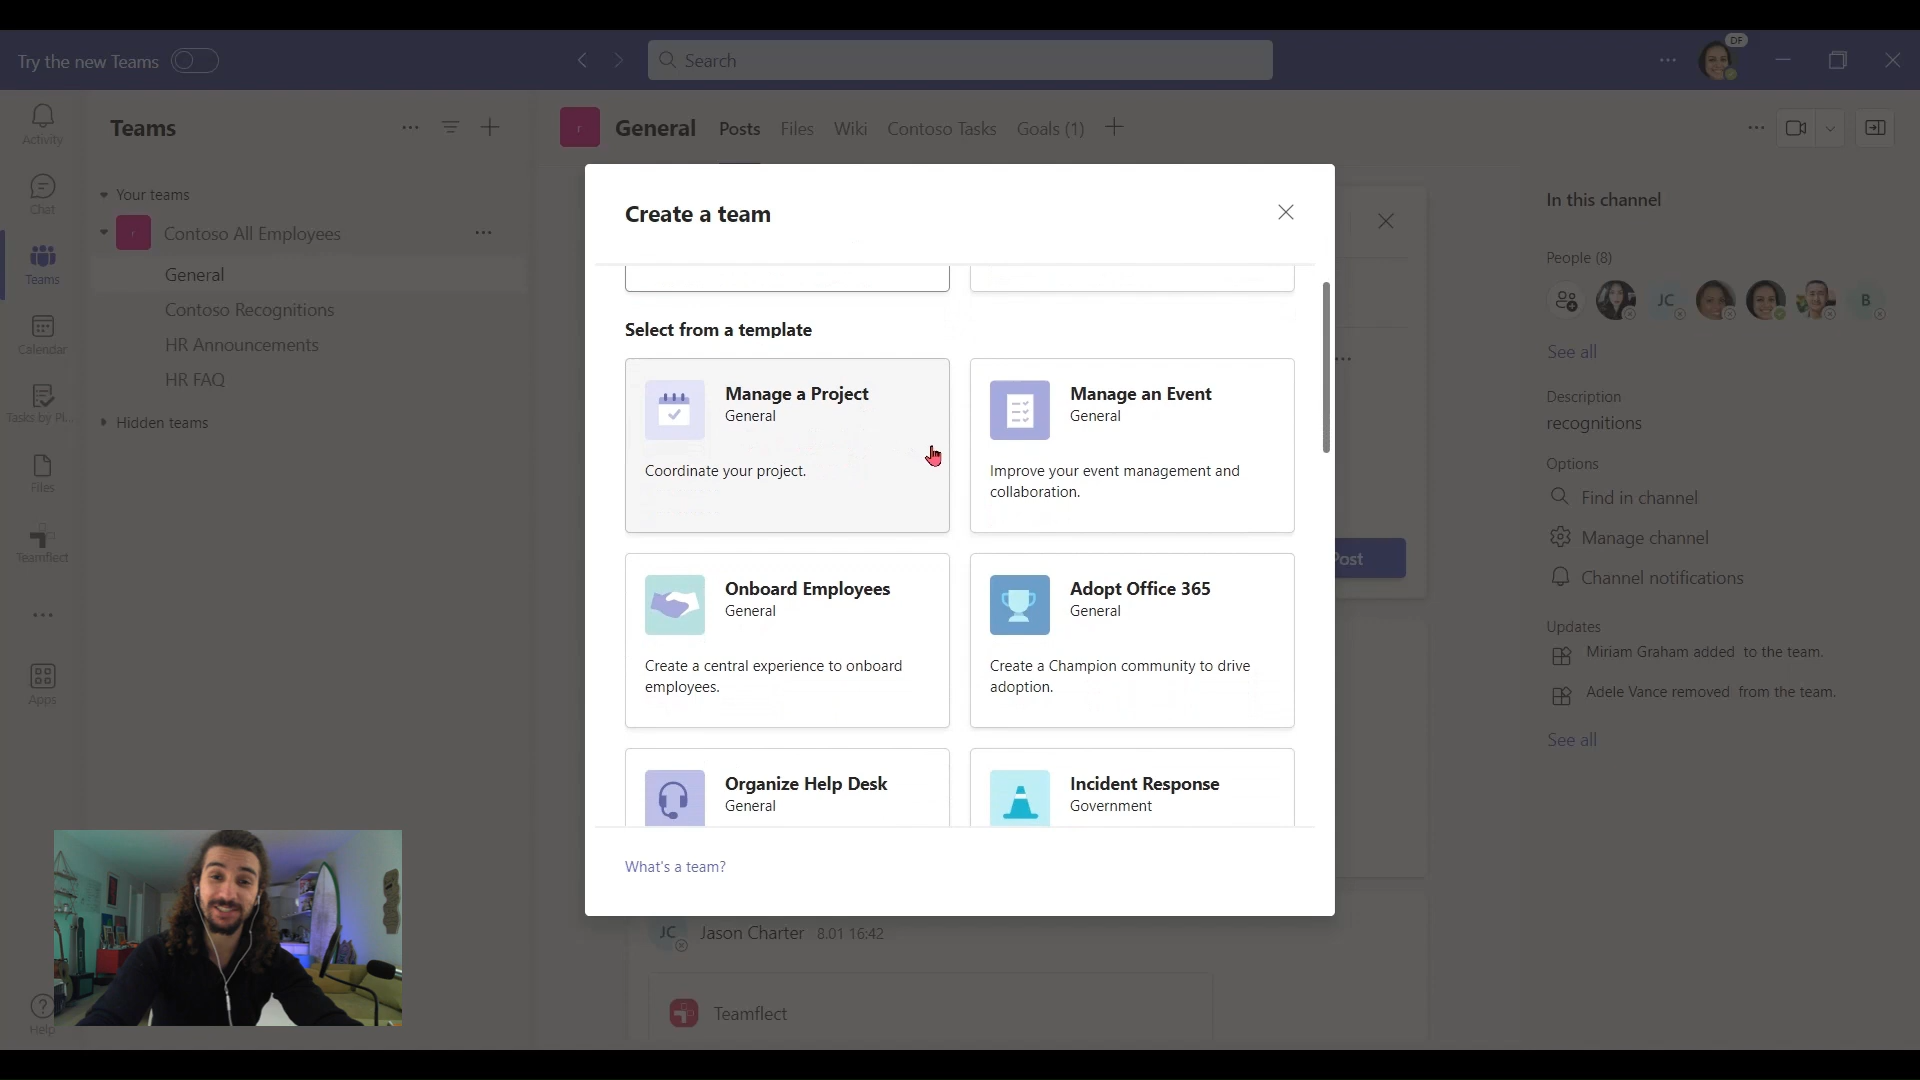 Try the new Teams
Search
DF
Activity
Chat
Teams
Calendar
Tasks by Pl...
Files
Teamflect
Apps
Help
Teams
Your teams
Contoso All Employees
General
Contoso Recognitions
HR Announcements
HR FAQ
Hidden teams
r
r
General
Posts
Files
Wiki
Contoso Tasks
Goals (1)
Create a team
Select from a template
Manage a Project
General
Coordinate your project.
Manage an Event
General
Improve your event management and
collaboration.
Onboard Employees
General
Create a central experience to onboard
employees.
Adopt Office 365
General
Create a Champion community to drive
adoption.
Organize Help Desk
General
Incident Response
Government
What's a team?
JC
Jason Charter 8.01 16:42
Teamflect
In this channel
People (8)
JC
B
See all
Description
recognitions
Options
Find in channel
Manage channel
Channel notifications
Updates
Miriam Graham added to the team.
Adele Vance removed from the team.
See all